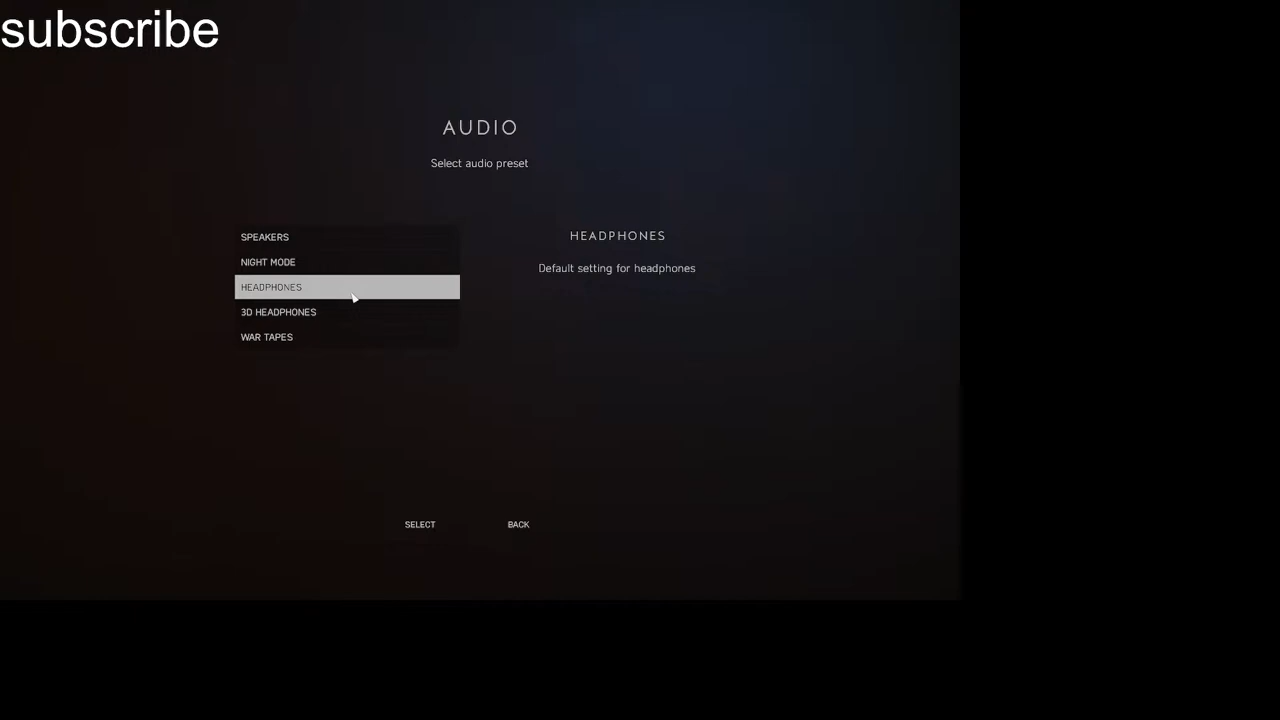 subscribe
AUDIO
Select audio preset
SPEAKERS
NIGHT MODE
HEADPHONES
3D HEADPHONES
WAR TAPES
HEADPHONES
Default setting for headphones
SELECT
BACK